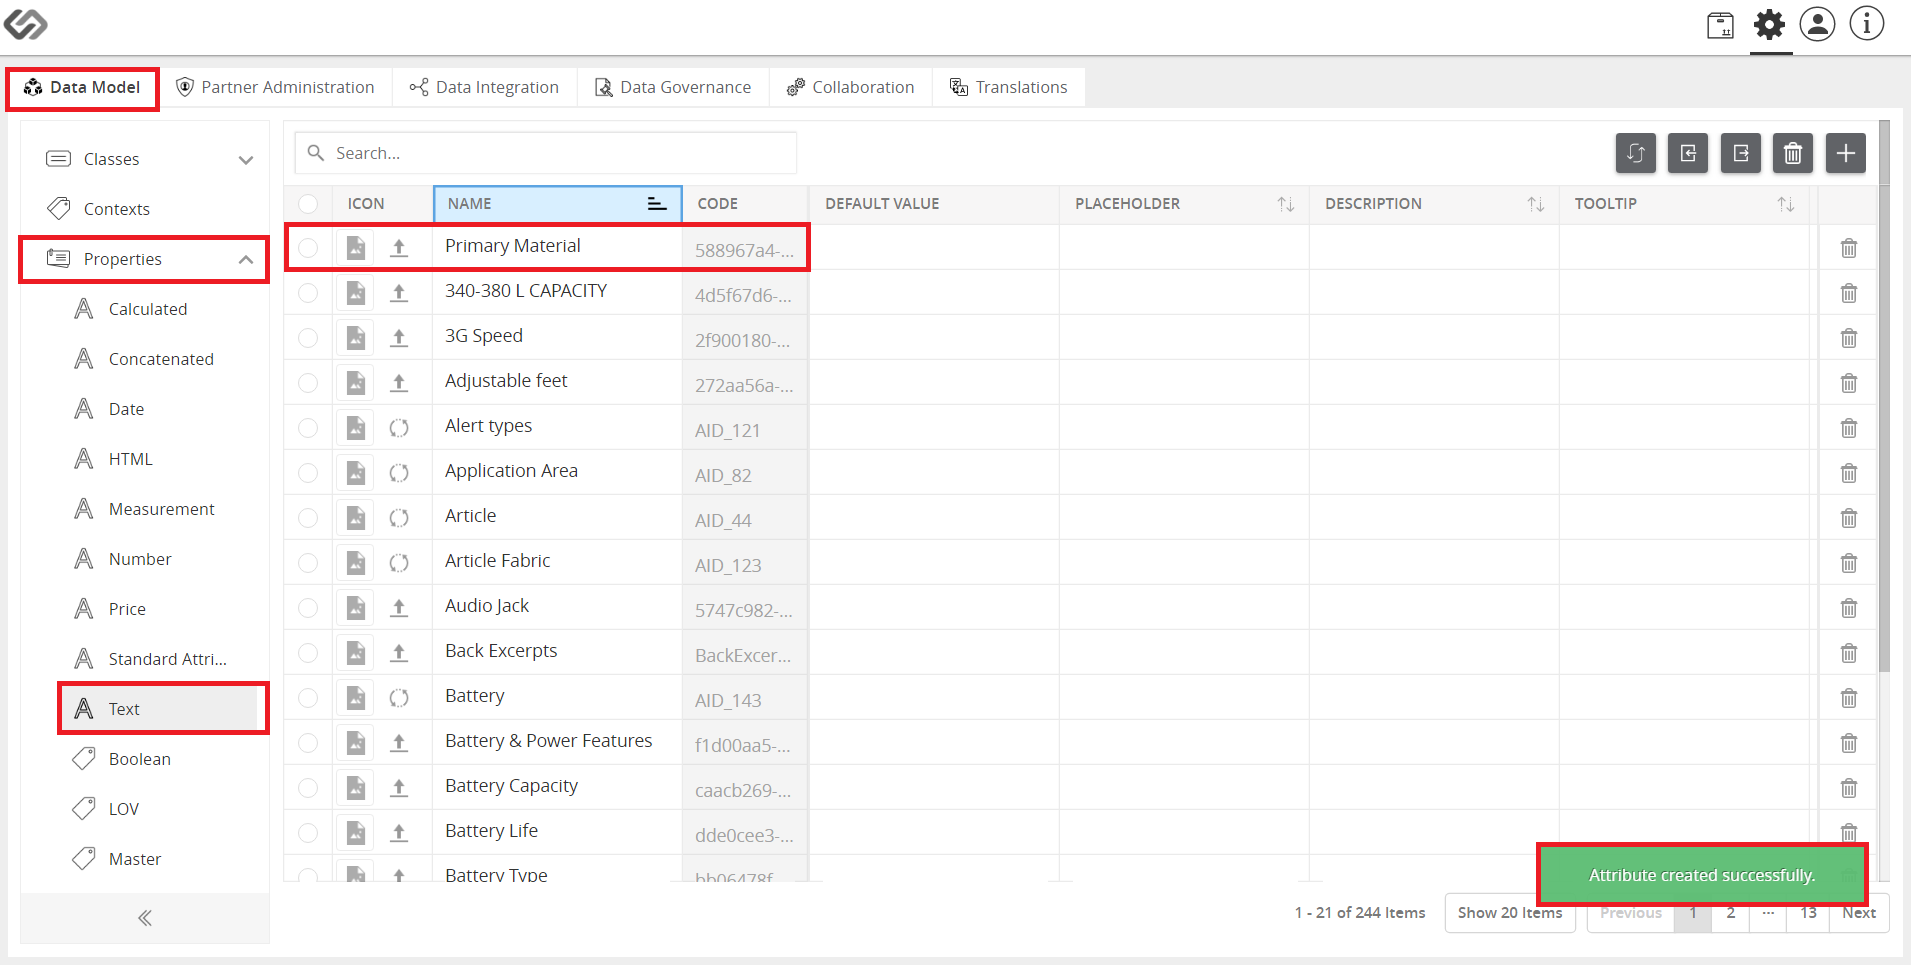 Data Model
Partner Administration
Data Integration
Data Governance
Collaboration
Translations
Classes
Contexts
Properties
Calculated
Concatenated
Date
HTML
Measurement
Number
Price
Standard Attri...
Text
Boolean
LOV
Master
Search...
ICON NAME CODE DEFAULT VALUE PLACEHOLDER DESCRIPTION TOOLTIP
Primary Material 588967a4-...
340-380 L CAPACITY 4d5f67d6-...
3G Speed 2f900180-...
Adjustable feet 272aa56a-...
Alert types AID_121
Application Area AID_82
Article AID_44
Article Fabric AID_123
Audio Jack 5747c982-...
Back Excerpts BackExcer...
Battery AID_143
Battery & Power Features f1d00aa5-...
Battery Capacity caacb269-...
Battery Life dde0cee3-...
Battery Type bb06478f
Attribute created successfully.
1 - 21 of 244 Items Show 20 Items Previous 1 2 ... 13 Next